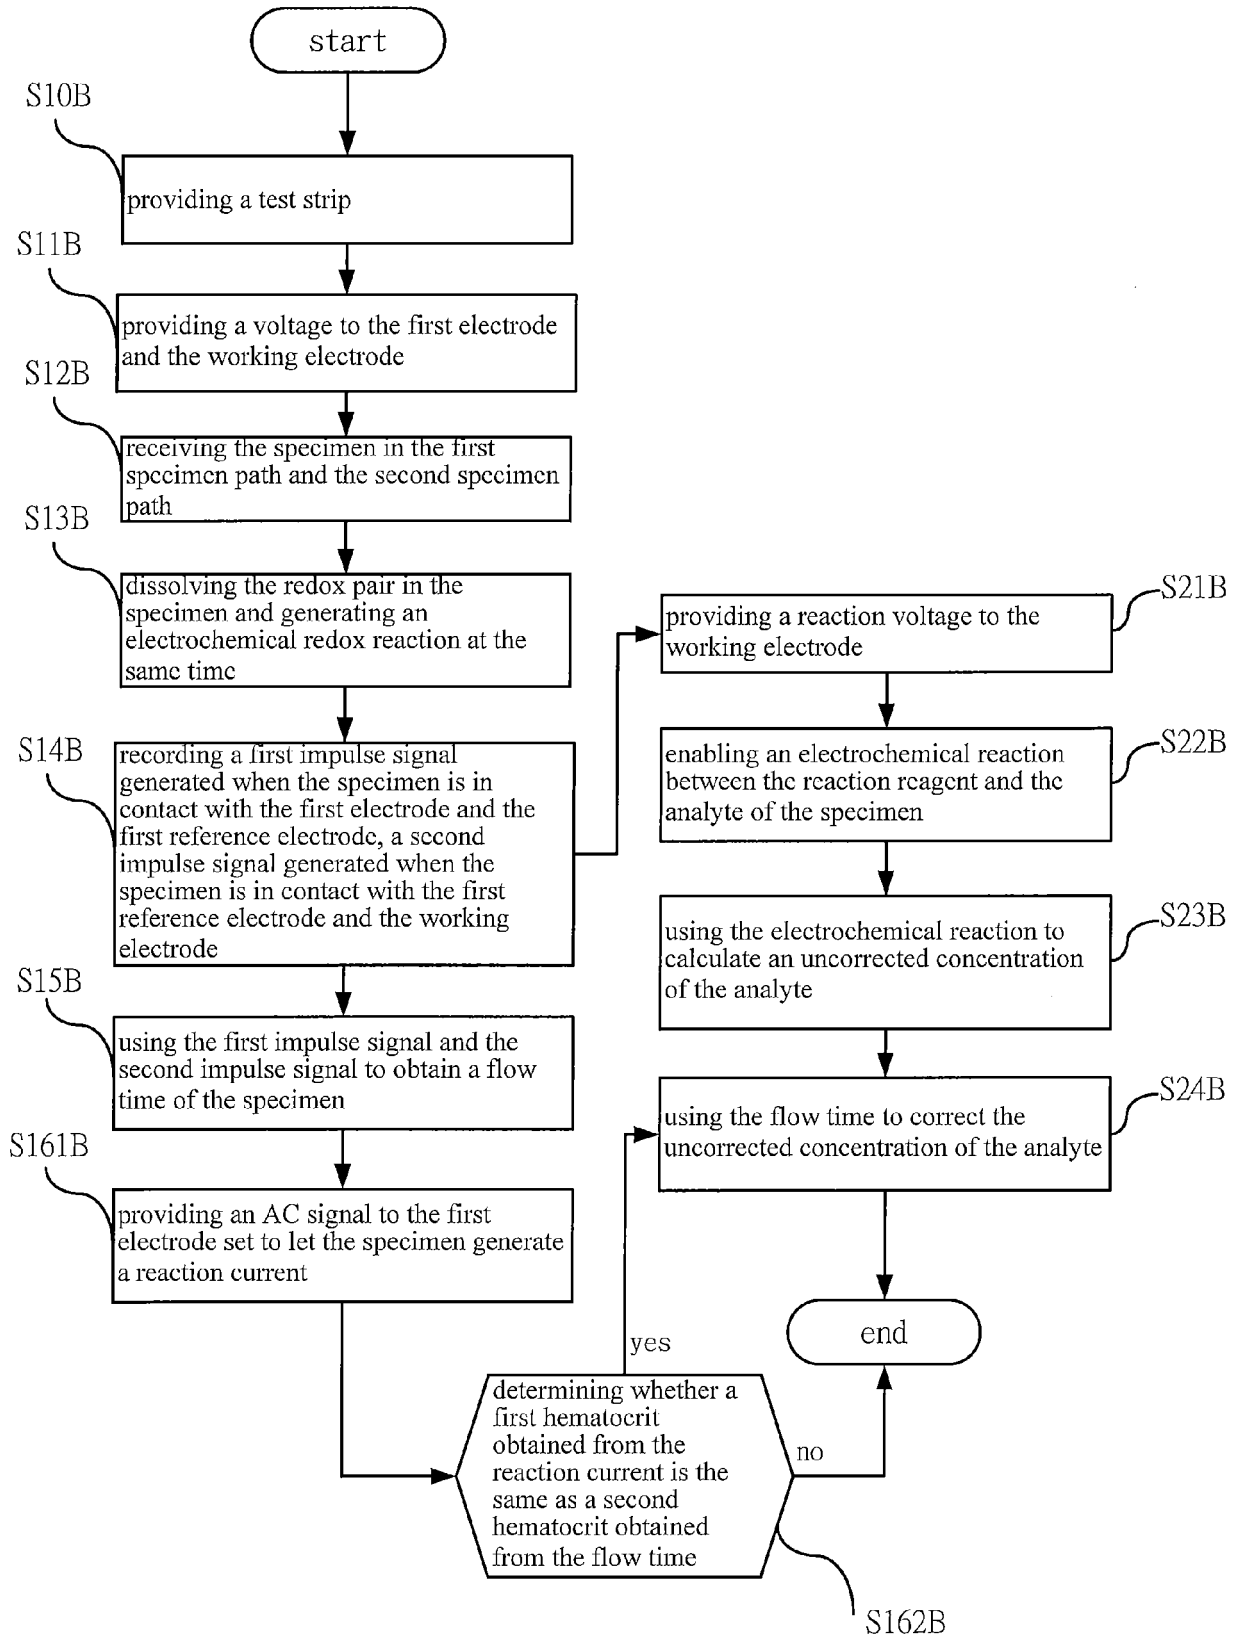 start
S10B
providing a test strip
S11B
providing a voltage to the first electrode
and the working electrode
S12B
receiving the specimen in the first
specimen path and the second specimen
path
S13B
dissolving the redox pair in the
specimen and generating an
electrochemical redox reaction at the
same time
S14B
recording a first impulse signal
generated when the specimen is in
contact with the first electrode and the
first reference electrode, a second
impulse signal generated when the
specimen is in contact with the first
reference electrode and the working
electrode
S15B
using the first impulse signal and the
second impulse signal to obtain a flow
time of the specimen
S161B
providing an AC signal to the first
electrode set to let the specimen generate
a reaction current
determining whether a
first hematocrit
obtained from the
reaction current is the
same as a second
hematocrit obtained
from the flow time
S162B
yes
no
S21B
providing a reaction voltage to the
working electrode
S22B
enabling an electrochemical reaction
between the reaction reagent and the
analyte of the specimen
S23B
using the electrochemical reaction to
calculate an uncorrected concentration
of the analyte
S24B
using the flow time to correct the
uncorrected concentration of the analyte
end